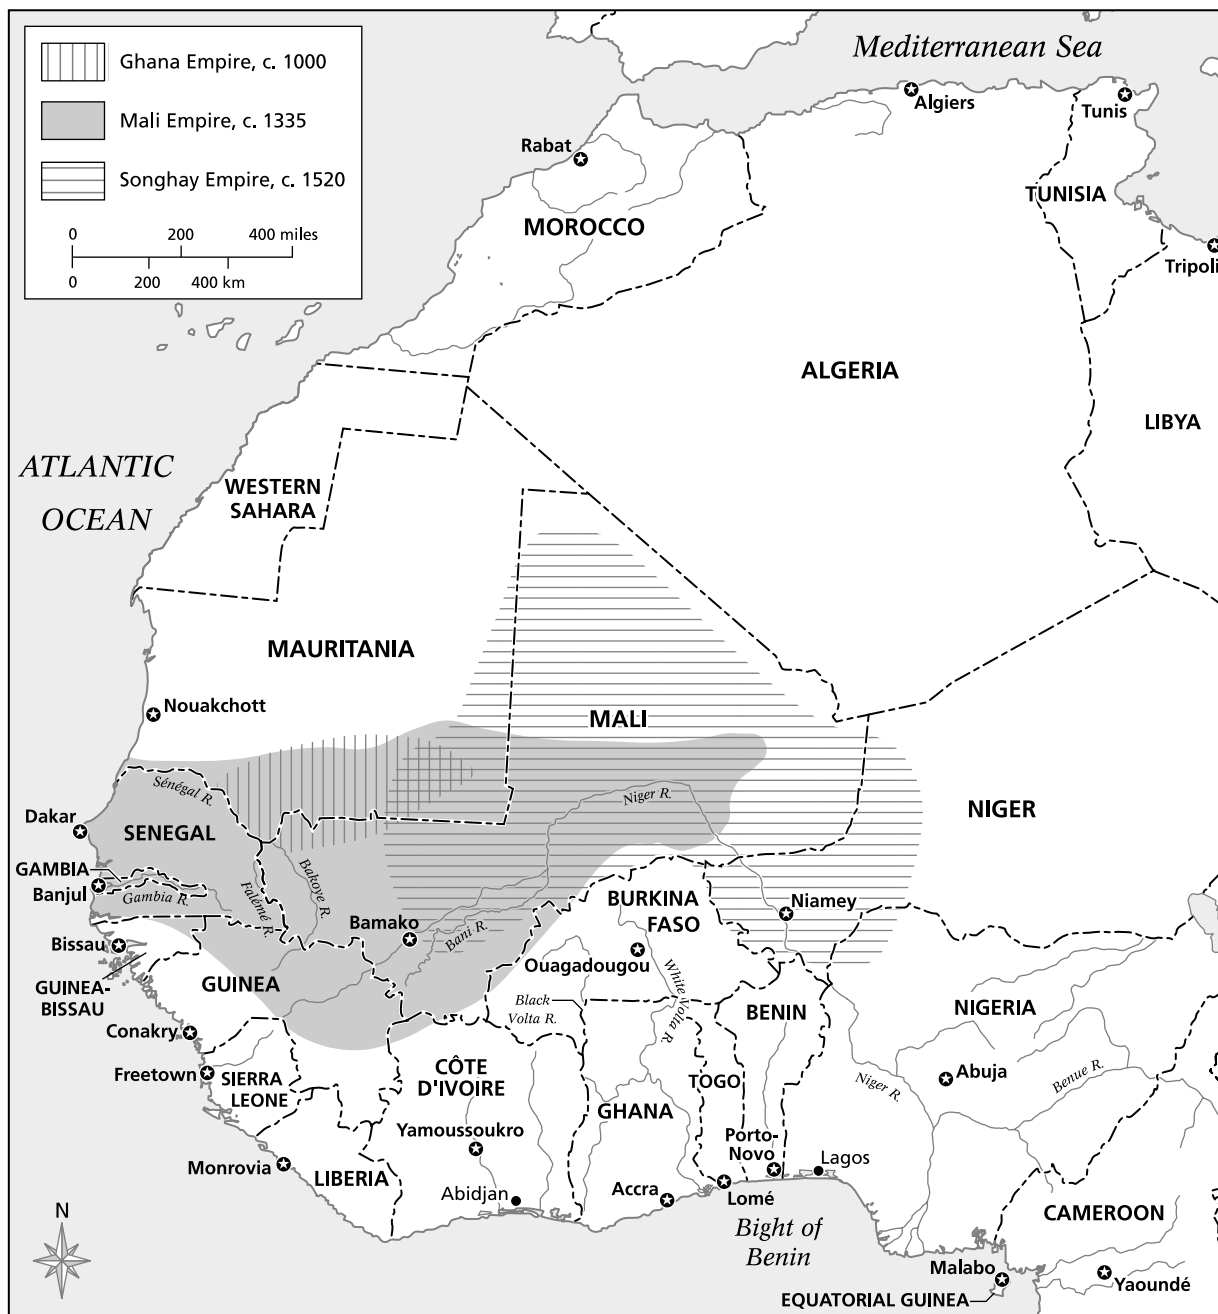 Ghana Empire, c. 1000
Mali Empire, c. 1335
Songhay Empire, c. 1520
0 200 400 miles
0 200 400 km
Mediterranean Sea
Algiers
Tunis
Rabat
TUNISIA
MOROCCO
Tripoli
ALGERIA
LIBYA
ATLANTIC
OCEAN
WESTERN
SAHARA
MAURITANIA
Nouakchott
MALI
Sénégal R.
Niger R.
Dakar
SENEGAL
NIGER
GAMBIA
Banjul
Gambia R.
Falémé R.
Bakoye R.
BURKINA
FASO
Niamey
Bamako
Bani R.
Bissau
Ouagadougou
White Volta R.
GUINEA-
BISSAU
GUINEA
Black
Volta R.
BENIN
NIGERIA
Conakry
Freetown
SIERRA
LEONE
CÔTE
D'IVOIRE
TOGO
Niger R.
Abuja
Benue R.
GHANA
Yamoussoukro
Porto-
Novo
Lagos
Monrovia
LIBERIA
Abidjan
Accra
Lomé
N
Bight of
Benin
CAMEROON
Malabo
Yaoundé
EQUATORIAL GUINEA